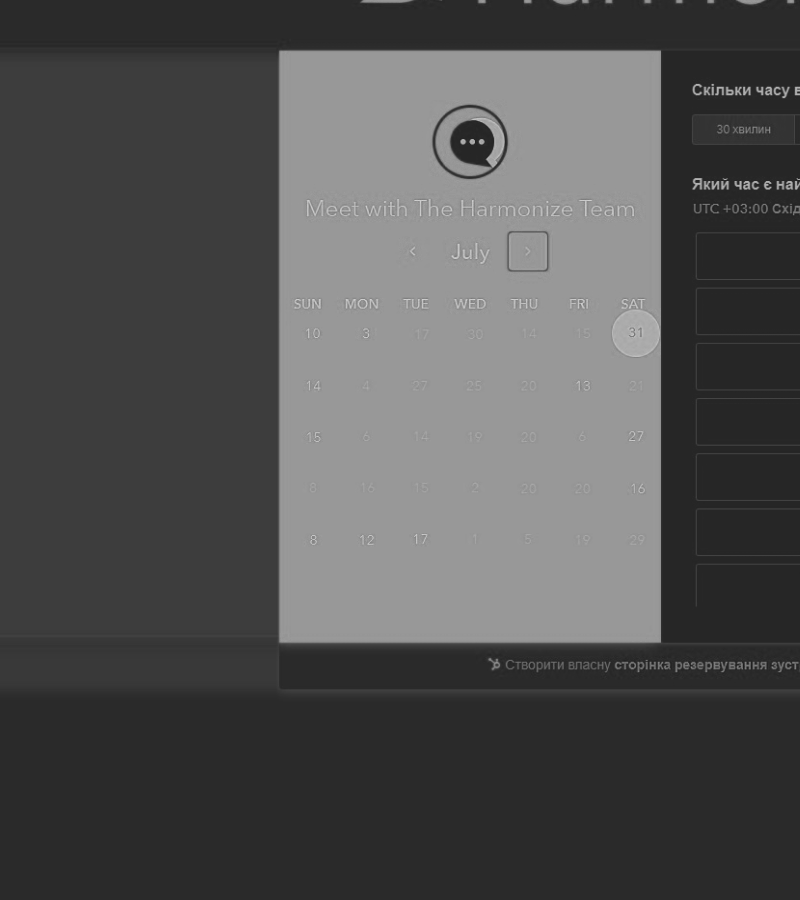 Скільки часу в
30 хвилин
Який час є най
UTC +03:00 Схід
Meet with The Harmonize Team
July
SUN MON TUE WED THU FRI SAT
10 3 17 30 14 15 31
14 4 27 25 20 13 21
15 6 14 19 20 6 27
8 16 15 2 20 20 16
8 12 17 1 5 19 29
Створити власну сторінка резервування зуст